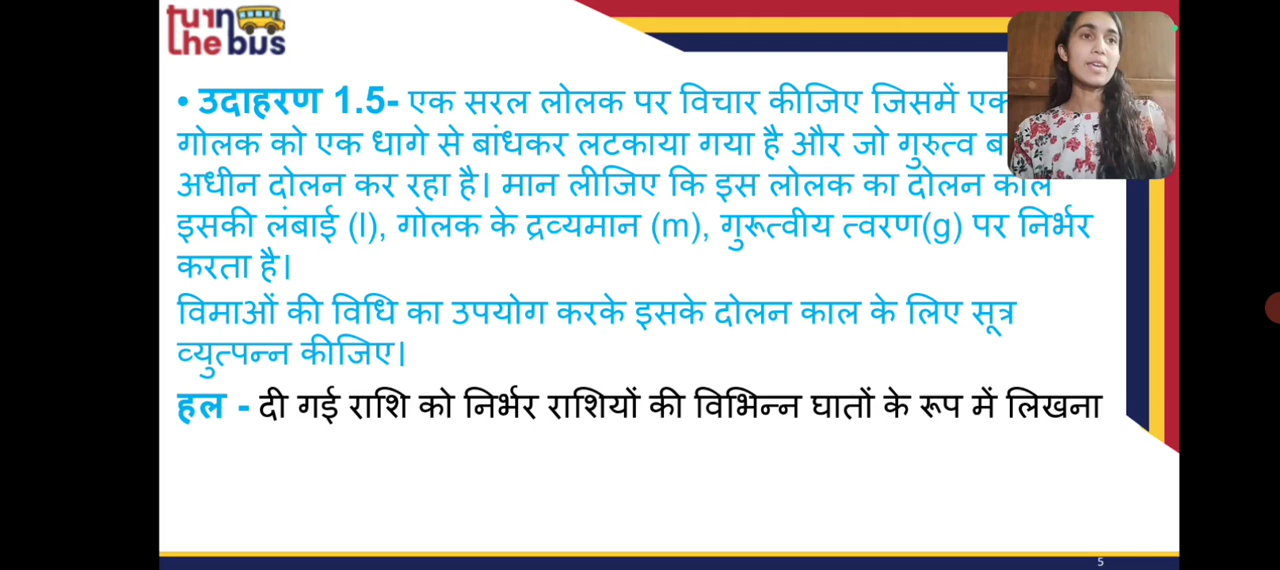 turn
the bus
• उदाहरण 1.5- एक सरल लोलक पर विचार कीजिए जिसमें एक
गोलक को एक धागे से बांधकर लटकाया गया है और जो गुरुत्व
अधीन दोलन कर रहा है। मान लीजिए कि इस लोलक का दोलन काल
इसकी लंबाई (l), गोलक के द्रव्यमान (m), गुरूत्वीय त्वरण(g) पर निर्भर
करता है।
विमाओं की विधि का उपयोग करके इसके दोलन काल के लिए सूत्र
व्युत्पन्न कीजिए।
हल - दी गई राशि को निर्भर राशियों की विभिन्न घातों के रूप में लिखना
5